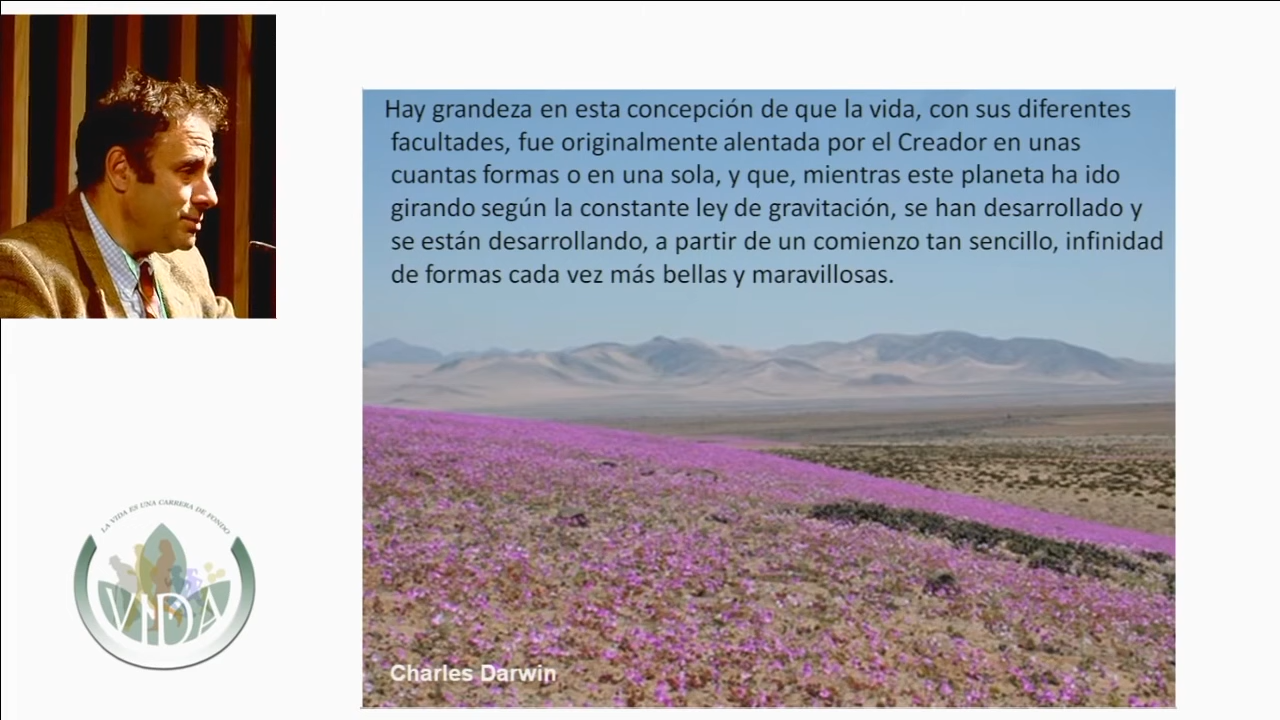 Hay grandeza en esta concepción de que la vida, con sus diferentes
facultades, fue originalmente alentada por el Creador en unas
cuantas formas o en una sola, y que, mientras este planeta ha ido
girando según la constante ley de gravitación, se han desarrollado y
se están desarrollando, a partir de un comienzo tan sencillo, infinidad
de formas cada vez más bellas y maravillosas.
LA VIDA ES UNA CARRERA DE FONDO
VIDA
Charles Darwin